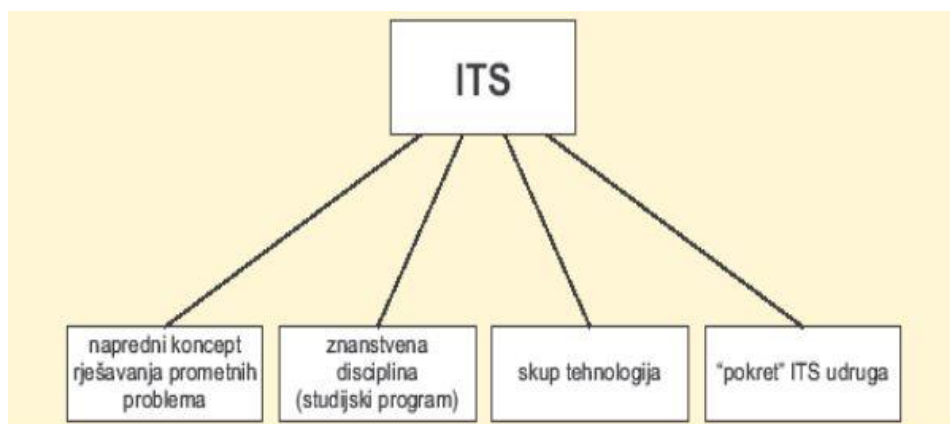 ITS
napredni koncept
rješavanja prometnih
problema
znanstvena
disciplina
(studijski program)
skup tehnologija
"pokret" ITS udruga